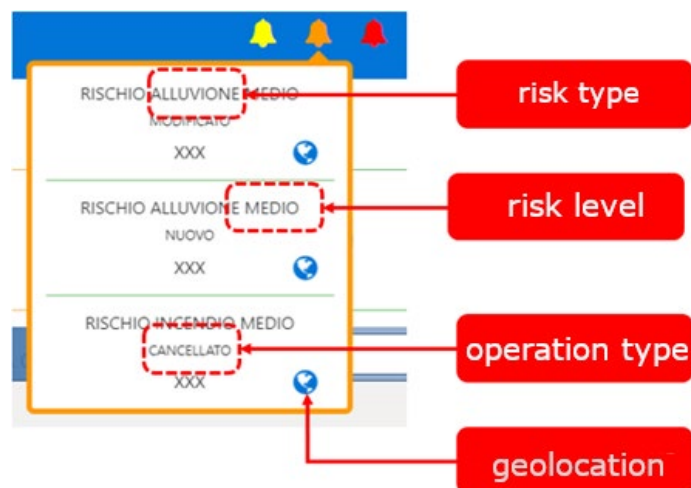 RISCHIO ALLUVIONE MEDIO
MODIFICATO
XXX
RISCHIO ALLUVIONE MEDIO
NUOVO
XXX
RISCHIO INCENDIO MEDIO
CANCELLATO
XXX
risk type
risk level
operation type
geolocation